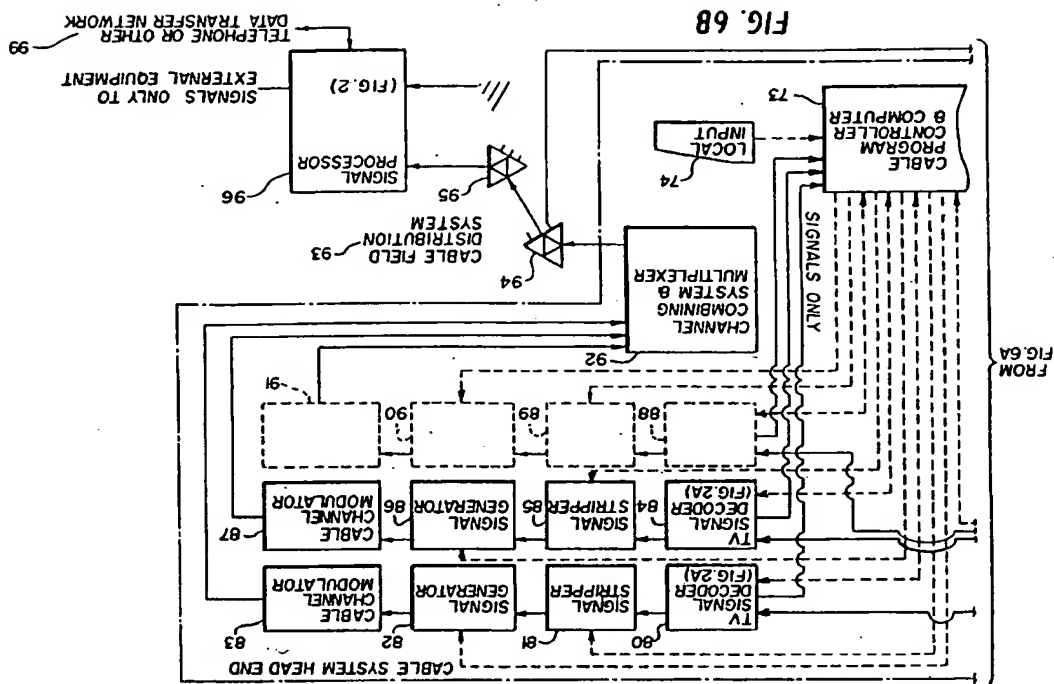 CABLE SYSTEM HEAD END
80
81
82
83
TV
SIGNAL
DECODER
(FIG.2A)
SIGNAL
STRIPPER
SIGNAL
GENERATOR
CABLE
CHANNEL
MODULATOR
84
85
86
87
TV
SIGNAL
DECODER
(FIG.2A)
SIGNAL
STRIPPER
SIGNAL
GENERATOR
CABLE
CHANNEL
MODULATOR
88
89
90
91
FROM
FIG.6A
SIGNALS ONLY
92
CHANNEL
COMBINING
SYSTEM &
MULTIPLEXER
73
CABLE
PROGRAM
CONTROLLER
& COMPUTER
74
LOCAL
INPUT
94
93
CABLE FIELD
DISTRIBUTION
SYSTEM
95
96
SIGNAL
PROCESSOR
(FIG.2)
SIGNALS ONLY TO
EXTERNAL EQUIPMENT
99
TELEPHONE OR OTHER
DATA TRANSFER NETWORK
FIG. 6B